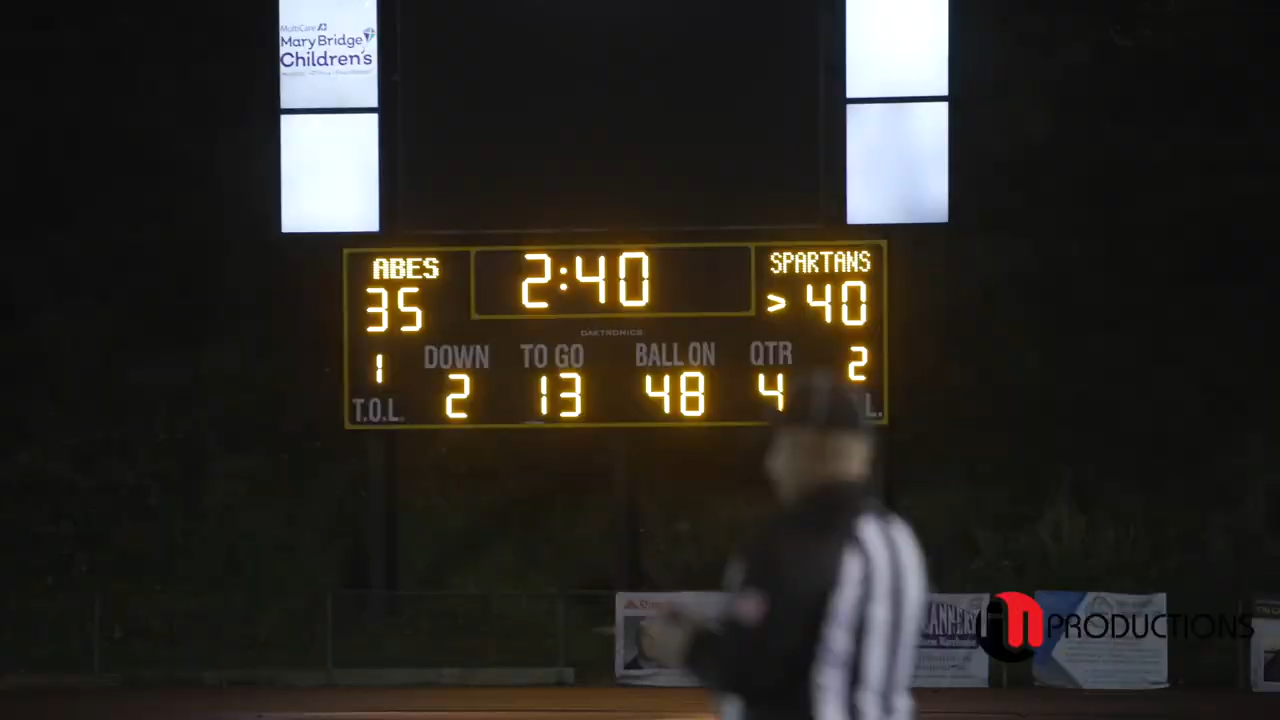 MultiCare
Mary Bridge
Children's
ABES
2:40
SPARTANS
35
> 40
DAKTRONICS
DOWN
TO GO
BALL ON
QTR
1
2
2
13
48
4
T.O.L.
L.
PRODUCTIONS